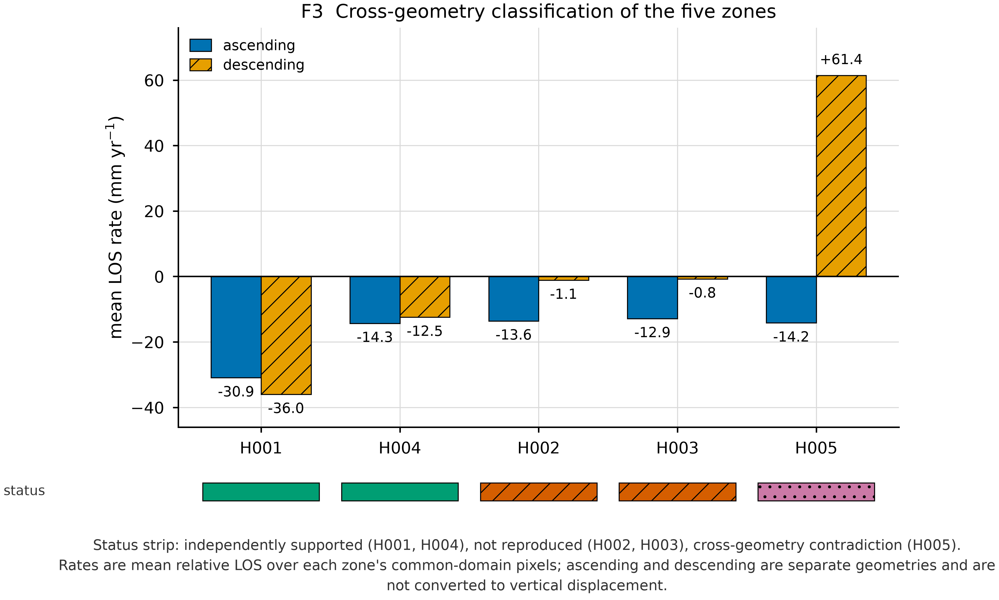 F3  Cross-geometry classification of the five zones
ascending
descending
mean LOS rate (mm yr⁻¹)
60
40
20
0
−20
−40
+61.4
-1.1
-0.8
-14.3
-12.5
-13.6
-12.9
-14.2
-30.9
-36.0
H001
H004
H002
H003
H005
status
Status strip: independently supported (H001, H004), not reproduced (H002, H003), cross-geometry contradiction (H005).
Rates are mean relative LOS over each zone's common-domain pixels; ascending and descending are separate geometries and are
not converted to vertical displacement.